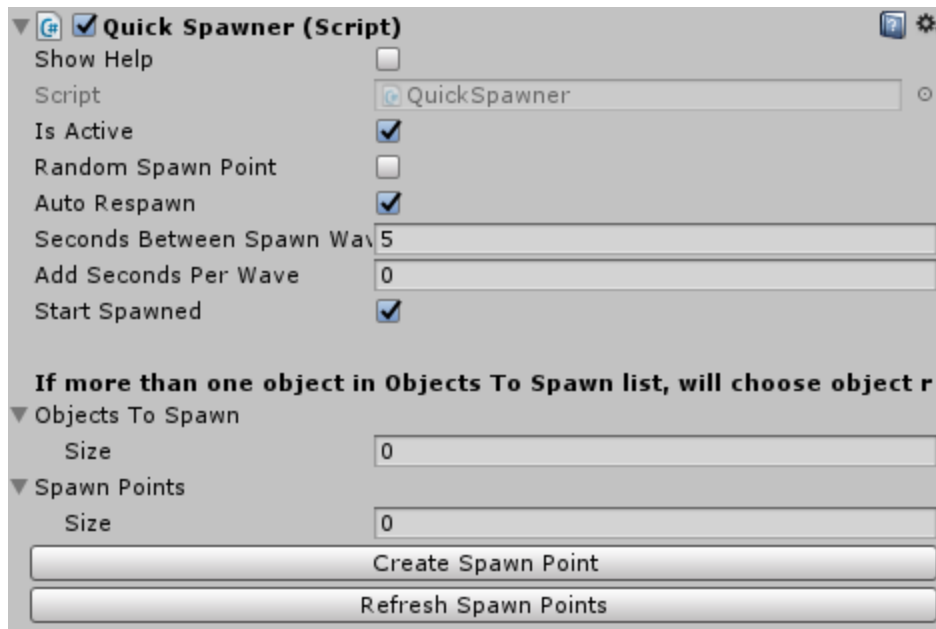 Quick Spawner (Script)
Show Help
Script QuickSpawner
Is Active
Random Spawn Point
Auto Respawn
Seconds Between Spawn Wav 5
Add Seconds Per Wave 0
Start Spawned
If more than one object in Objects To Spawn list, will choose object r
Objects To Spawn
Size 0
Spawn Points
Size 0
Create Spawn Point
Refresh Spawn Points